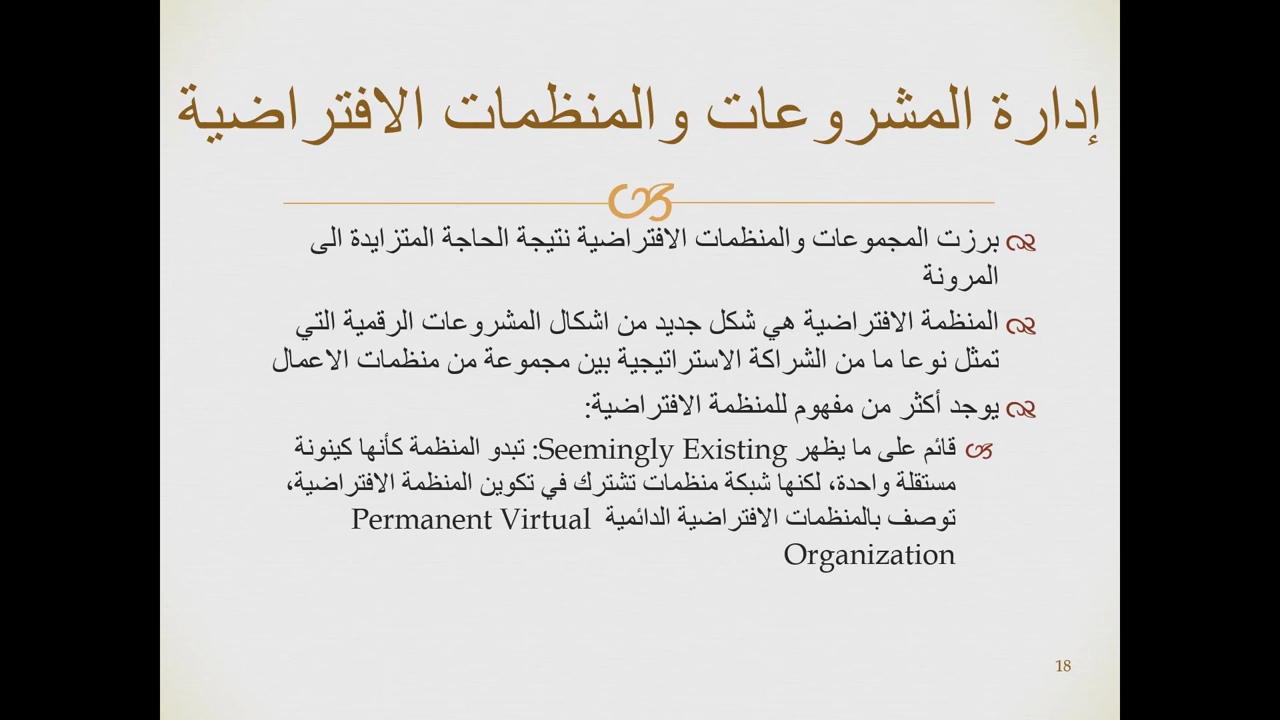 إدارة المشروعات والمنظمات الافتراضية
برزت المجموعات والمنظمات الافتراضية نتيجة الحاجة المتزايدة الى
المرونة
المنظمة الافتراضية هي شكل جديد من اشكال المشروعات الرقمية التي
تمثل نوعا ما من الشراكة الاستراتيجية بين مجموعة من منظمات الاعمال
يوجد أكثر من مفهوم للمنظمة الافتراضية:
قائم على ما يظهر Seemingly Existing: تبدو المنظمة كأنها كينونة
مستقلة واحدة، لكنها شبكة منظمات تشترك في تكوين المنظمة الافتراضية،
توصف بالمنظمات الافتراضية الدائمية Permanent Virtual
Organization
18